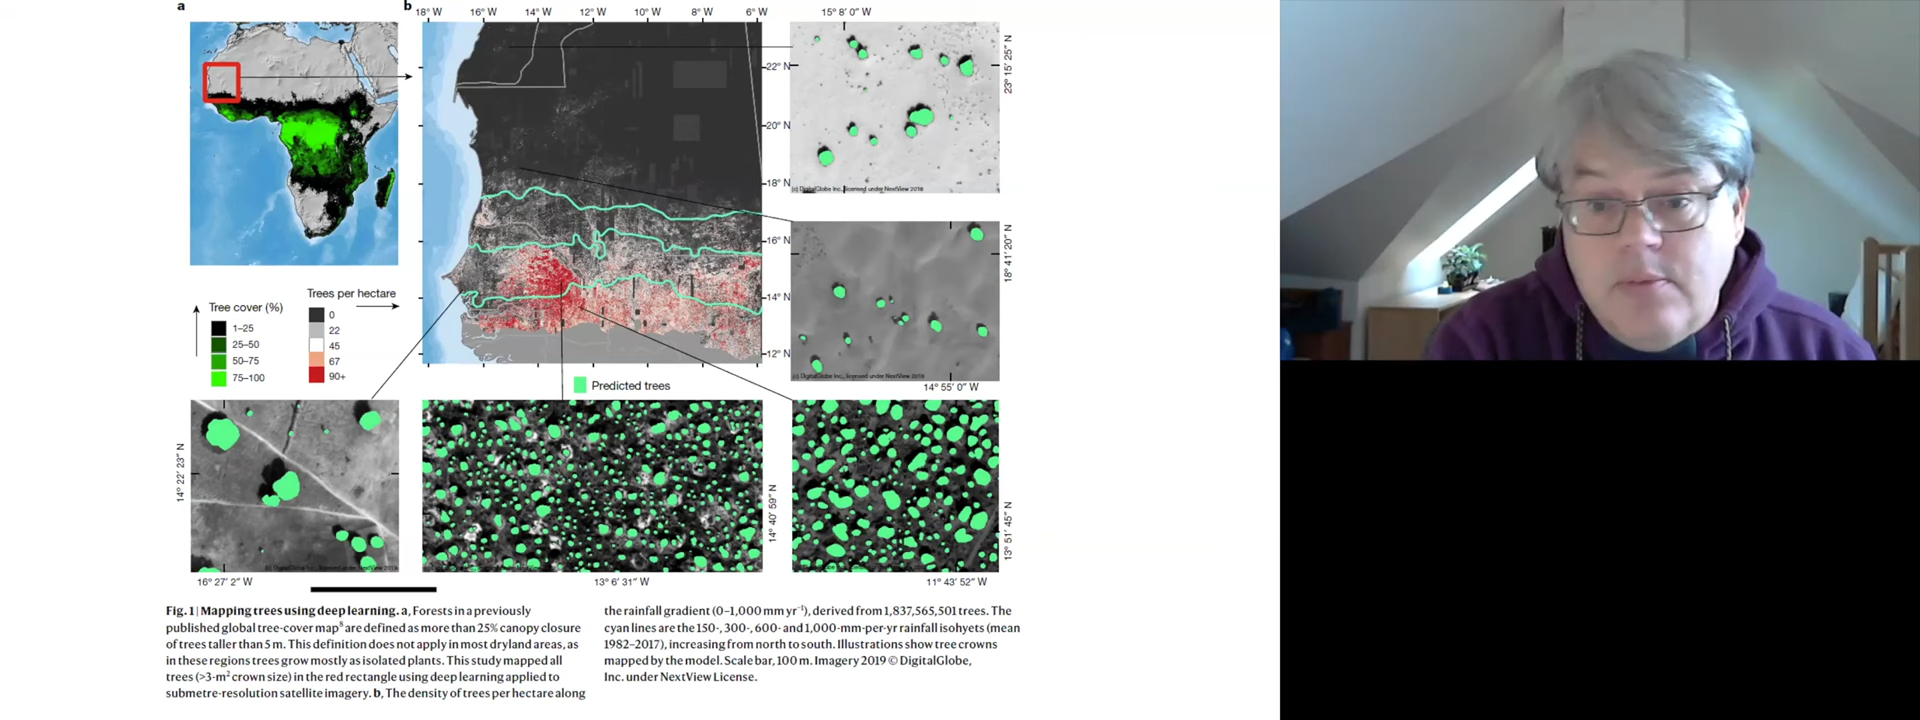 a
b
18° W
16° W
14° W
12° W
10° W
8° W
6° W
22° N
20° N
18° N
16° N
14° N
12° N
15° 8′ 0″ W
23° 15′ 25″ N
(c) DigitalGlobe Inc., licensed under NextView 2018
18° 41′ 20″ N
14° 55′ 0″ W
Tree cover (%)
1–25
25–50
50–75
75–100
Trees per hectare
0
22
45
67
90+
Predicted trees
14° 22′ 23″ N
16° 27′ 2″ W
14° 40′ 59″ N
13° 6′ 31″ W
13° 51′ 45″ N
11° 43′ 52″ W
Fig. 1 | Mapping trees using deep learning. a, Forests in a previously
published global tree-cover map8 are defined as more than 25% canopy closure
of trees taller than 5 m. This definition does not apply in most dryland areas, as
in these regions trees grow mostly as isolated plants. This study mapped all
trees (>3-m² crown size) in the red rectangle using deep learning applied to
submetre-resolution satellite imagery. b, The density of trees per hectare along
the rainfall gradient (0–1,000 mm yr⁻¹), derived from 1,837,565,501 trees. The
cyan lines are the 150-, 300-, 600- and 1,000-mm-per-yr rainfall isohyets (mean
1982–2017), increasing from north to south. Illustrations show tree crowns
mapped by the model. Scale bar, 100 m. Imagery 2019 © DigitalGlobe,
Inc. under NextView License.